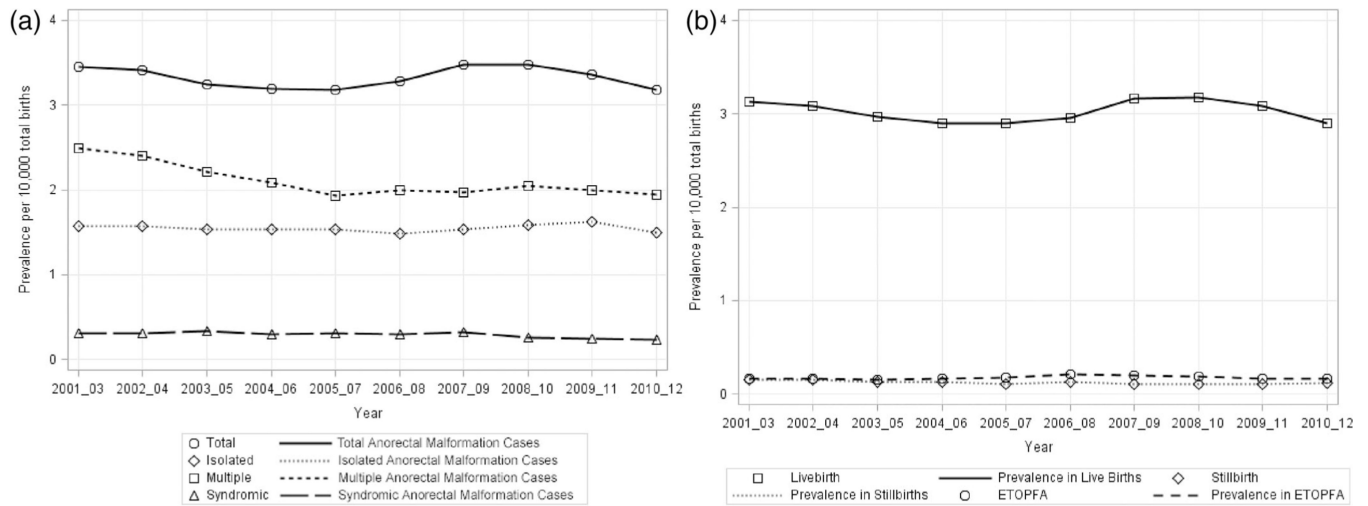 (a)
Prevalence per 10,000 total births
4
3
2
1
0
2001_03 2002_04 2003_05 2004_06 2005_07 2006_08 2007_09 2008_10 2009_11 2010_12
Year
Total Total Anorectal Malformation Cases
Isolated Isolated Anorectal Malformation Cases
Multiple Multiple Anorectal Malformation Cases
Syndromic Syndromic Anorectal Malformation Cases
(b)
Prevalence per 10,000 total births
4
3
2
1
0
2001_03 2002_04 2003_05 2004_06 2005_07 2006_08 2007_09 2008_10 2009_11 2010_12
Year
Livebirth Prevalence in Live Births Stillbirth
Prevalence in Stillbirths ETOPFA Prevalence in ETOPFA